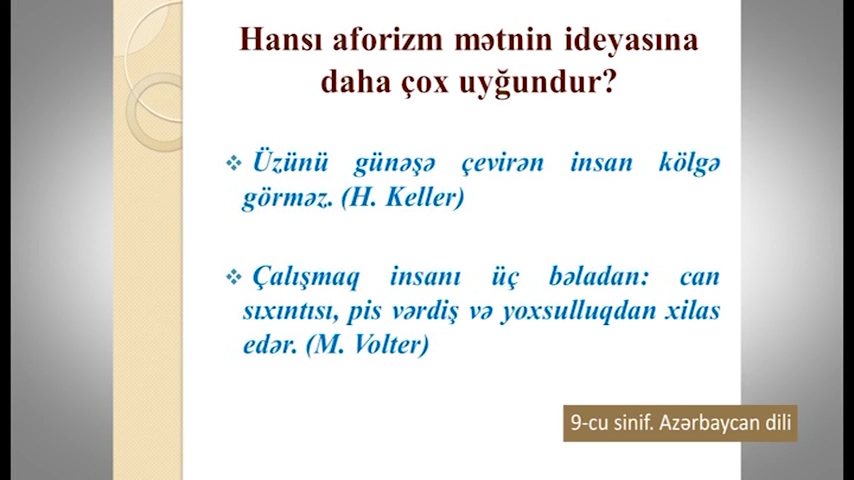 Hansı aforizm mətnin ideyasına
daha çox uyğundur?
❖ Üzünü günəşə çevirən insan kölgə
görməz. (H. Keller)
❖ Çalışmaq insanı üç bəladan: can
sıxıntısı, pis vərdiş və yoxsulluqdan xilas
edər. (M. Volter)
9-cu sinif. Azərbaycan dili